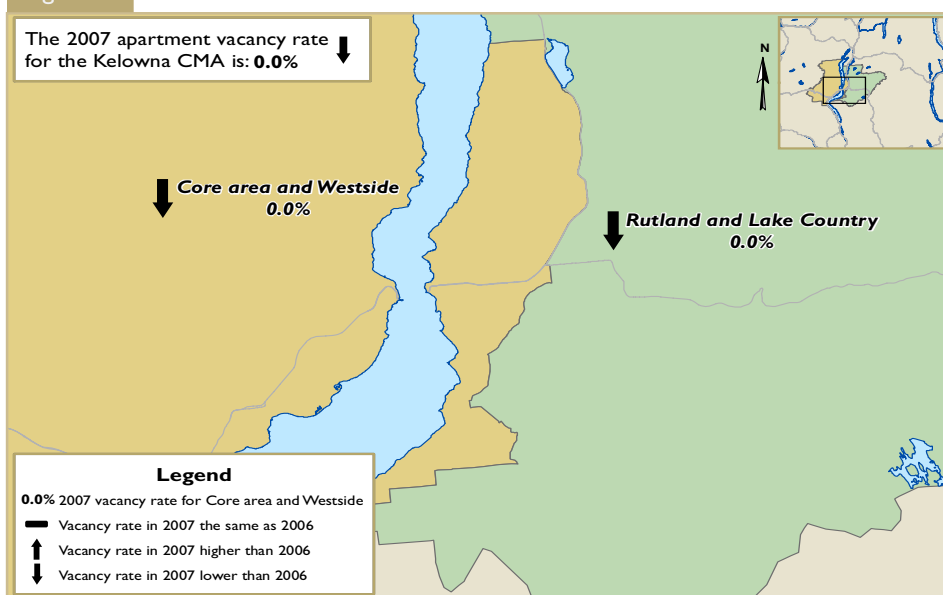 The 2007 apartment vacancy rate
for the Kelowna CMA is: 0.0%
N
Core area and Westside
0.0%
Rutland and Lake Country
0.0%
Legend
0.0% 2007 vacancy rate for Core area and Westside
Vacancy rate in 2007 the same as 2006
Vacancy rate in 2007 higher than 2006
Vacancy rate in 2007 lower than 2006